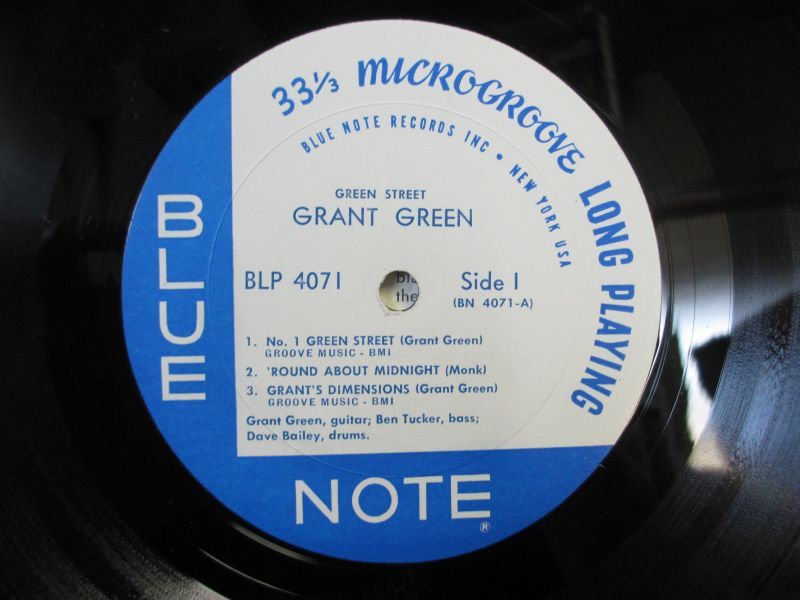 33⅓ MICROGROOVE LONG PLAYING
BLUE NOTE RECORDS INC • NEW YORK USA
GREEN STREET
GRANT GREEN
BLP 4071
Side 1
(BN 4071-A)
the
1. No. 1 GREEN STREET (Grant Green)
GROOVE MUSIC - BMI
2. 'ROUND ABOUT MIDNIGHT (Monk)
3. GRANT'S DIMENSIONS (Grant Green)
GROOVE MUSIC - BMI
Grant Green, guitar; Ben Tucker, bass;
Dave Bailey, drums.
BLUE
NOTE
®